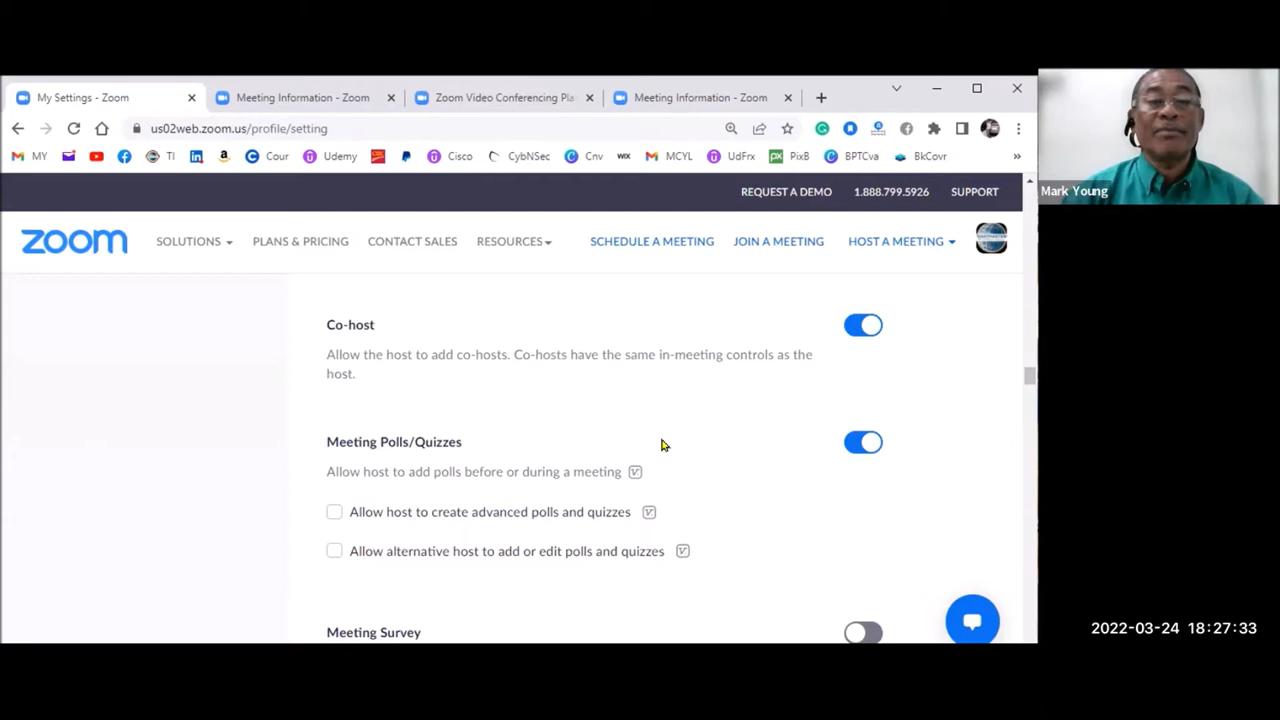 My Settings - Zoom
Meeting Information - Zoom
Zoom Video Conferencing Pla
Meeting Information - Zoom
us02web.zoom.us/profile/setting
MY
TI
Cour
Udemy
Cisco
CybNSec
Cnv
WIX
MCYL
UdFrx
px
PixB
BPTCva
BkCovr
Mark Young
REQUEST A DEMO
1.888.799.5926
SUPPORT
zoom
SOLUTIONS
PLANS & PRICING
CONTACT SALES
RESOURCES
SCHEDULE A MEETING
JOIN A MEETING
HOST A MEETING
Co-host
Allow the host to add co-hosts. Co-hosts have the same in-meeting controls as the
host.
Meeting Polls/Quizzes
Allow host to add polls before or during a meeting
Allow host to create advanced polls and quizzes
Allow alternative host to add or edit polls and quizzes
Meeting Survey
2022-03-24 18:27:33